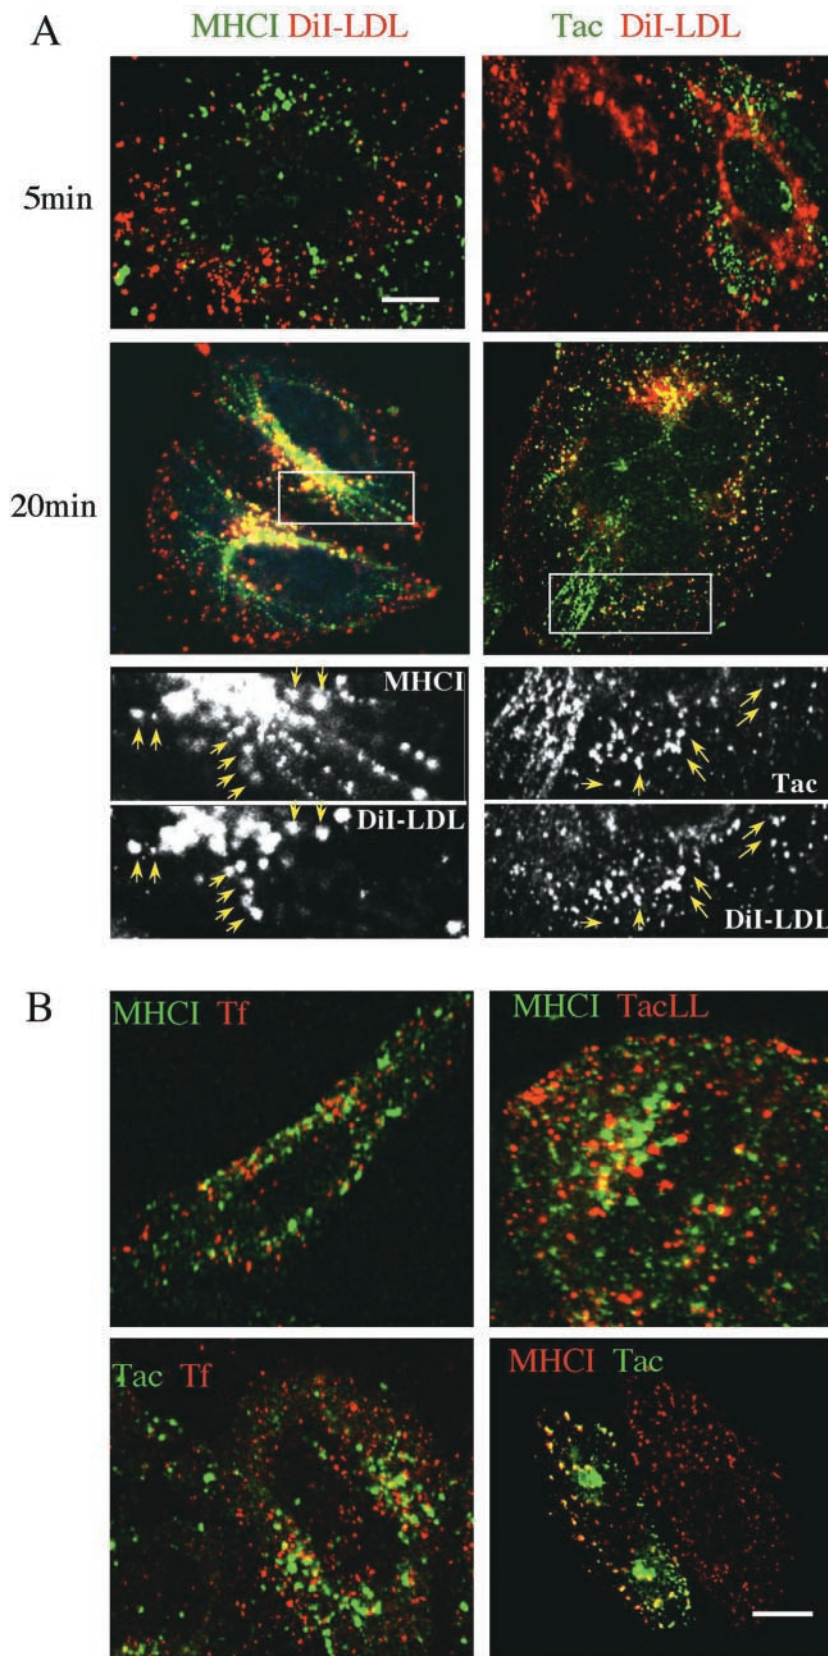 A
MHCI DiI-LDL
Tac DiI-LDL
5min
20min
MHCI
Tac
DiI-LDL
DiI-LDL
B
MHCI Tf
MHCI TacLL
Tac Tf
MHCI Tac